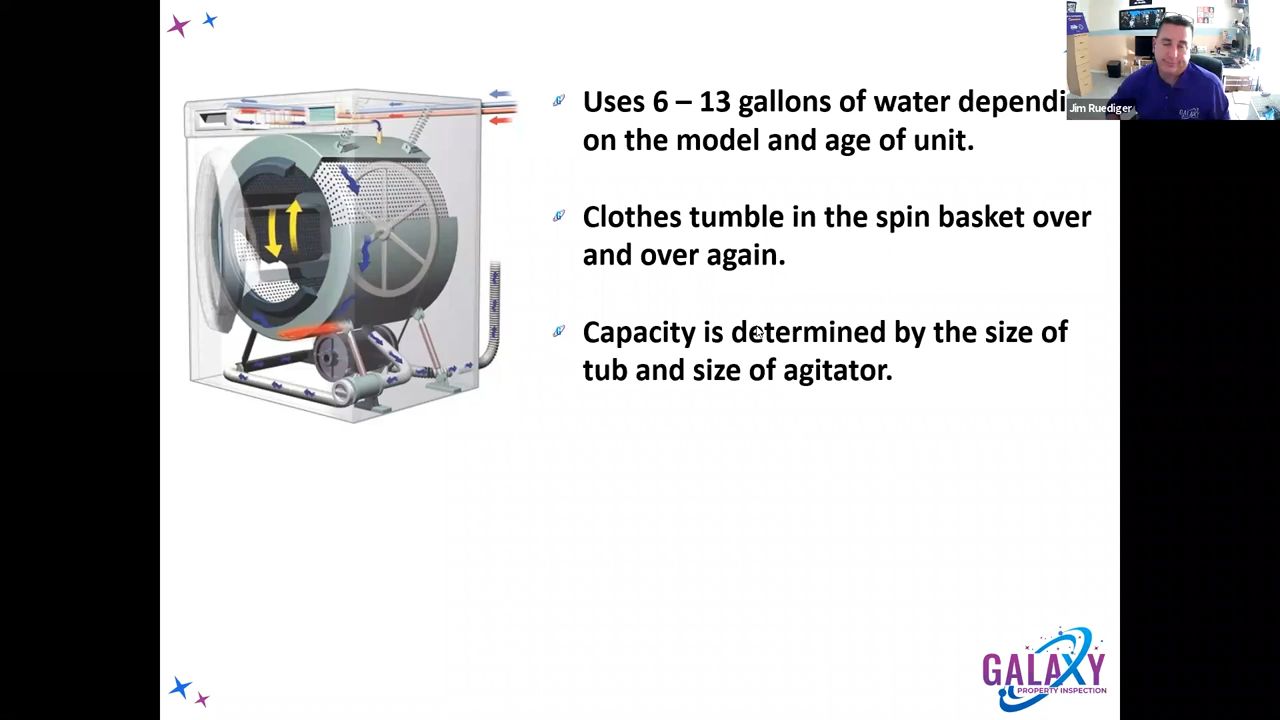 Uses 6 – 13 gallons of water dependi
on the model and age of unit.
Clothes tumble in the spin basket over
and over again.
Capacity is determined by the size of
tub and size of agitator.
Jim Ruediger
GALAXY
PROPERTY INSPECTION